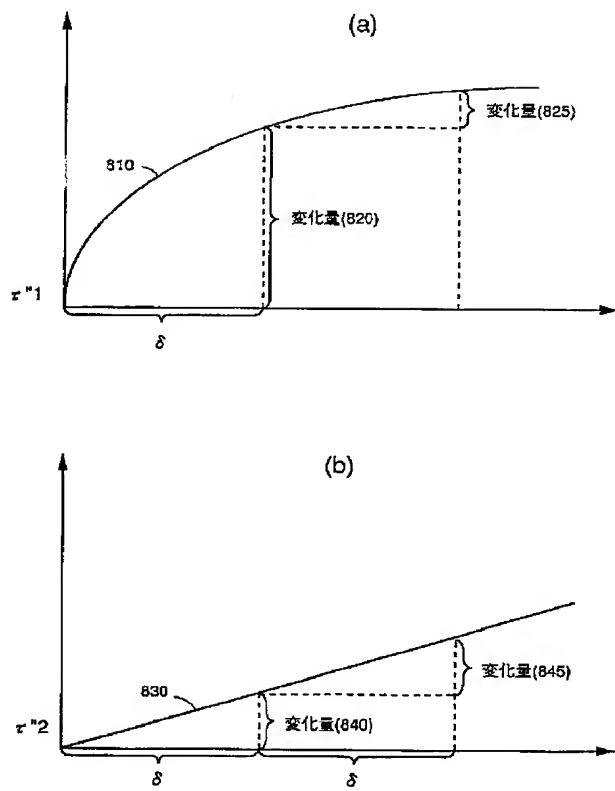 (a)
変化量(825)
810
変化量(820)
τ"1
δ
(b)
830
変化量(845)
変化量(840)
τ"2
δ
δ